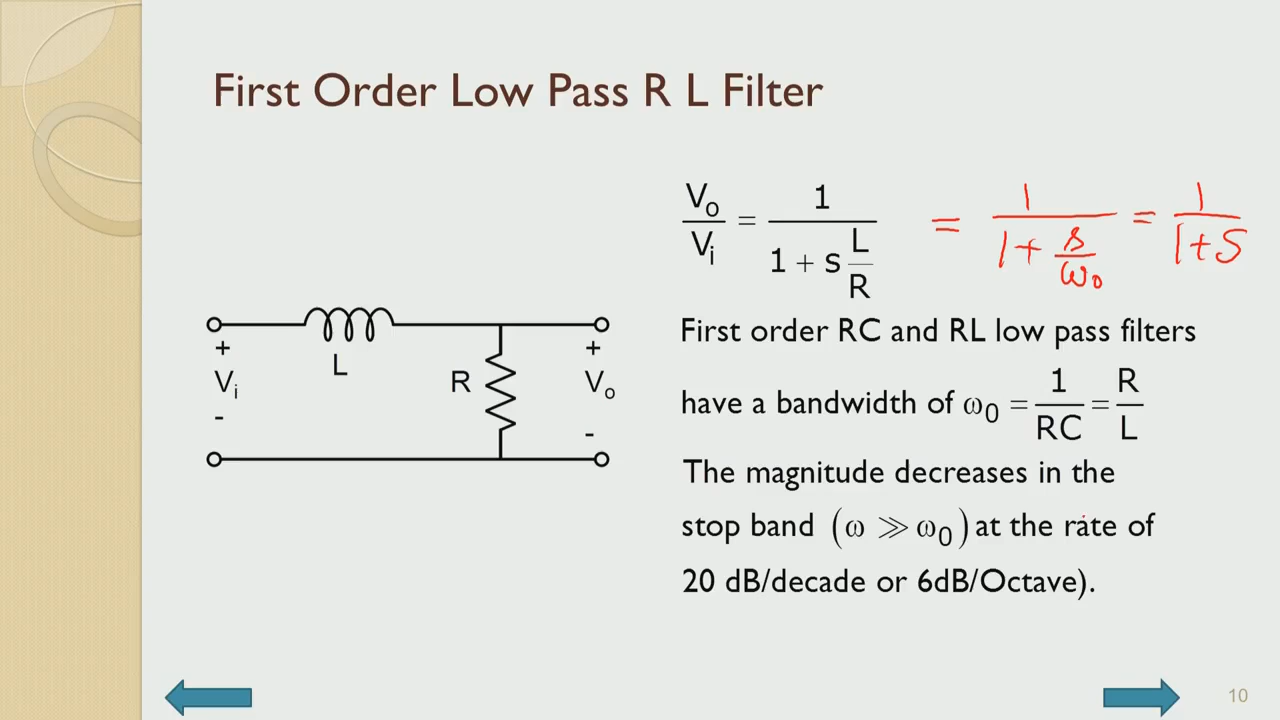 First Order Low Pass R L Filter
V₀/Vᵢ = 1/(1 + s L/R) = 1/(1 + s/ω₀) = 1/(1+S)
First order RC and RL low pass filters
have a bandwidth of ω₀ = 1/RC = R/L
The magnitude decreases in the
stop band (ω ≫ ω₀) at the rate of
20 dB/decade or 6dB/Octave).
+ Vᵢ -
L
R
+ Vₒ -
10